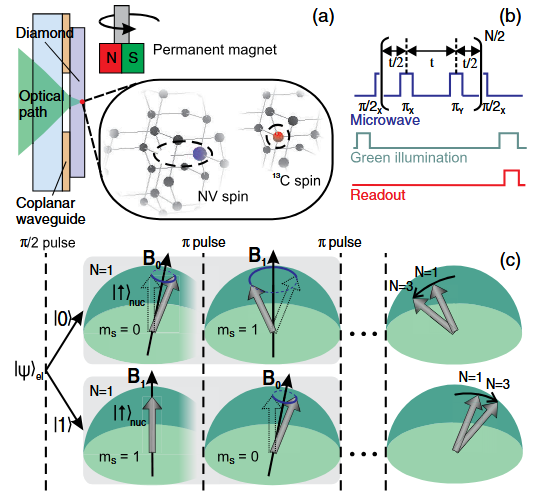 (a)
Diamond
N S
Permanent magnet
Optical
path
NV spin
¹³C spin
Coplanar
waveguide
(b)
N/2
t/2 t t/2
π/2ₓ πₓ πᵧ π/2ₓ
Microwave
Green illumination
Readout
(c)
π/2 pulse π pulse π pulse
N=1 B₀ |↑⟩nuc mₛ = 0
B₁ mₛ = 1
N=1 N=3
|0⟩
|ψ⟩el
|1⟩
N=1 B₁ |↑⟩nuc mₛ = 1
B₀ mₛ = 0
N=1 N=3